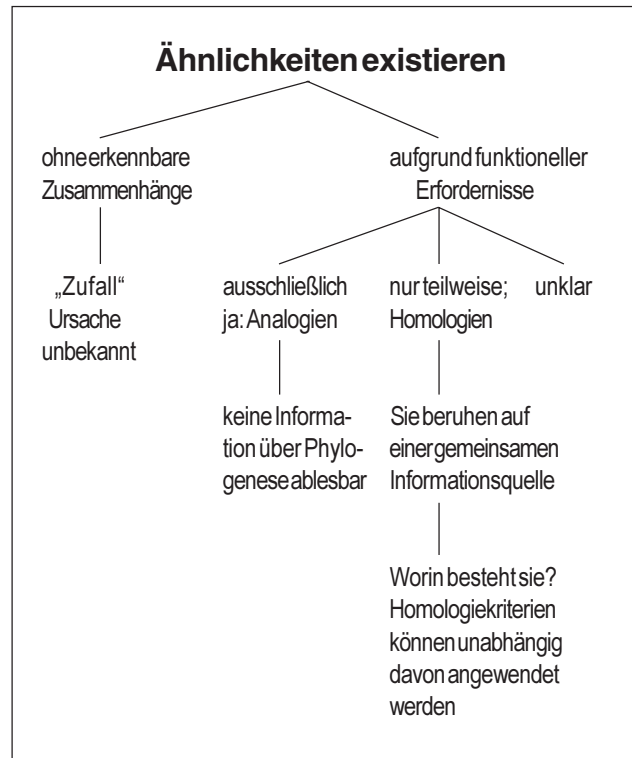 Ähnlichkeiten existieren
ohne erkennbare
Zusammenhänge
aufgrund funktioneller
Erfordernisse
„Zufall“
Ursache
unbekannt
ausschließlich
ja: Analogien
nur teilweise;
Homologien
unklar
keine Informa-
tion über Phylo-
genese ablesbar
Sie beruhen auf
einer gemeinsamen
Informationsquelle
Worin besteht sie?
Homologiekriterien
können unabhängig
davon angewendet
werden